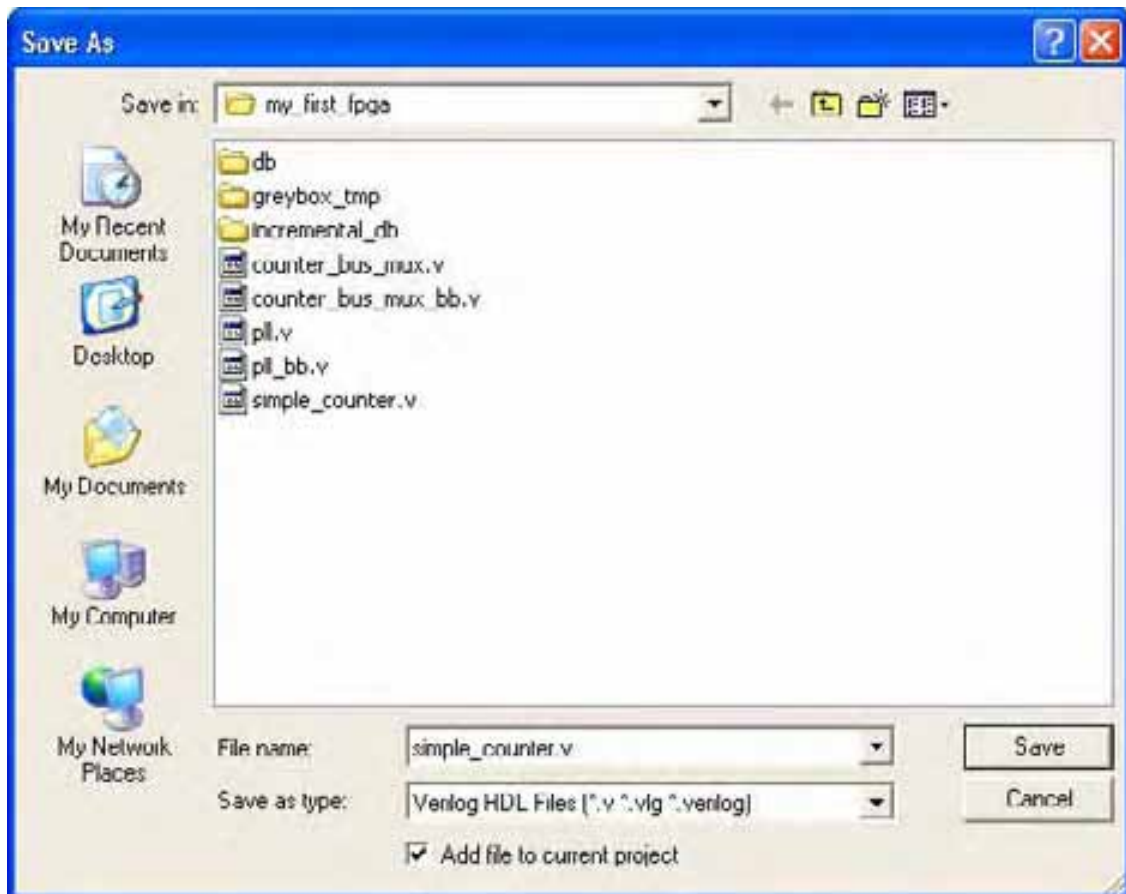 Save As
Save in: my_first_fpga
db
greybox_tmp
incremental_db
counter_bus_mux.v
counter_bus_mux_bb.v
pll.v
pll_bb.v
simple_counter.v
My Recent
Documents
Desktop
My Documents
My Computer
My Network
Places
File name: simple_counter.v Save
Save as type: Verilog HDL Files (*.v *.vlg *.verilog) Cancel
Add file to current project